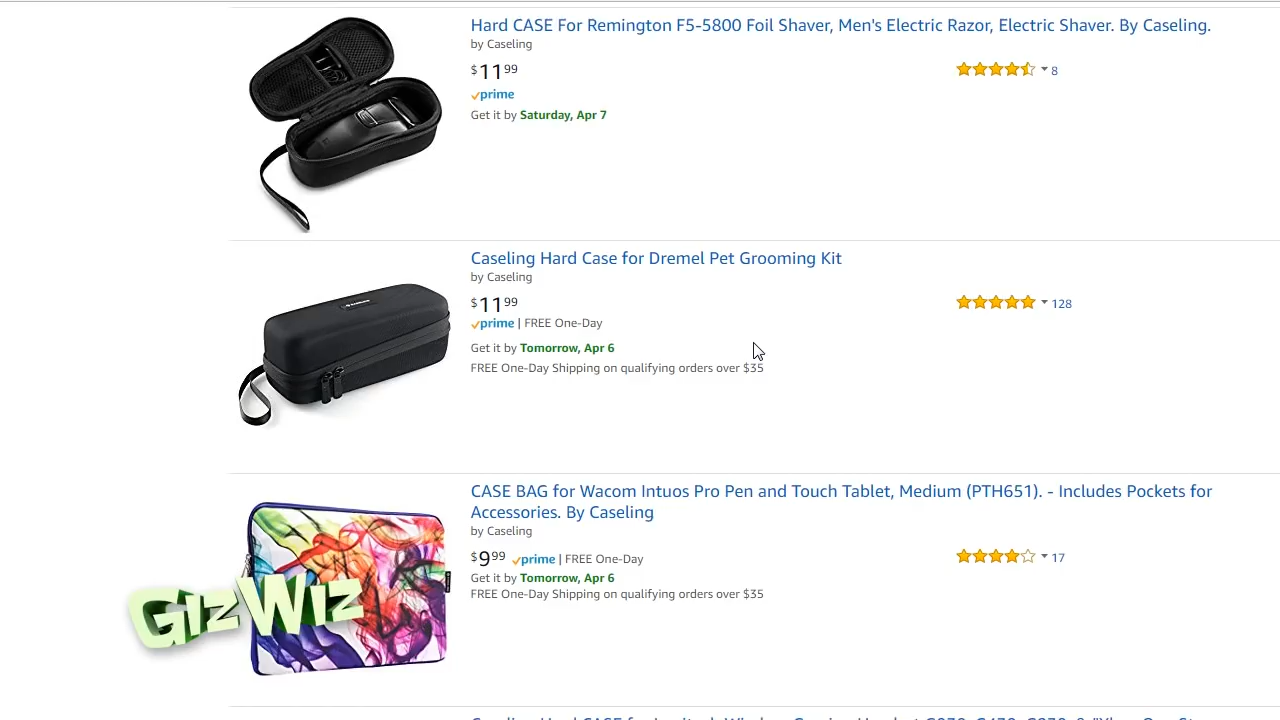 Hard CASE For Remington F5-5800 Foil Shaver, Men's Electric Razor, Electric Shaver. By Caseling.
by Caseling
$11.99
8
prime
Get it by Saturday, Apr 7
Caseling Hard Case for Dremel Pet Grooming Kit
by Caseling
$11.99
128
prime | FREE One-Day
Get it by Tomorrow, Apr 6
FREE One-Day Shipping on qualifying orders over $35
CASE BAG for Wacom Intuos Pro Pen and Touch Tablet, Medium (PTH651). - Includes Pockets for
Accessories. By Caseling
by Caseling
$9.99 prime | FREE One-Day
17
Get it by Tomorrow, Apr 6
FREE One-Day Shipping on qualifying orders over $35
GizWiz